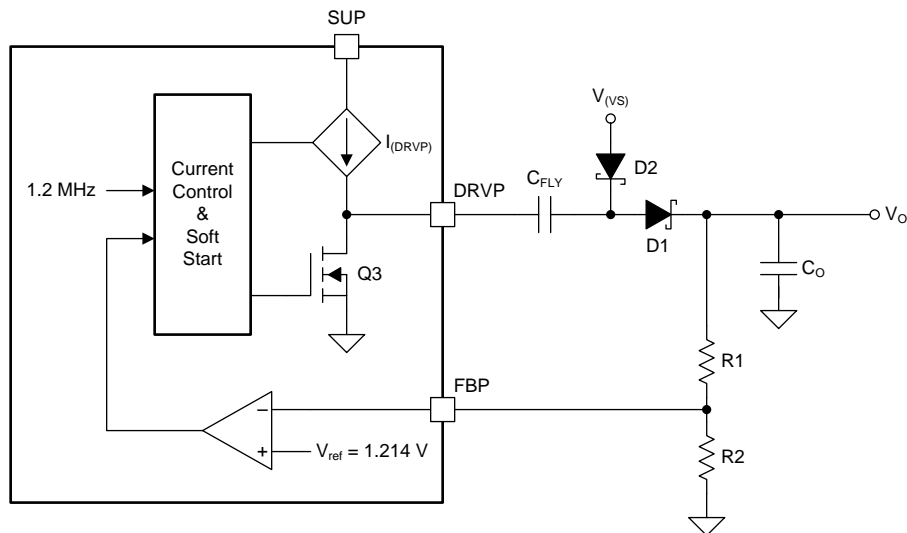 SUP
V(VS)
I(DRVP)
Current
Control
&
Soft
Start
1.2 MHz
DRVP
CFLY
D2
D1
VO
Q3
CO
R1
FBP
R2
−
+
Vref = 1.214 V